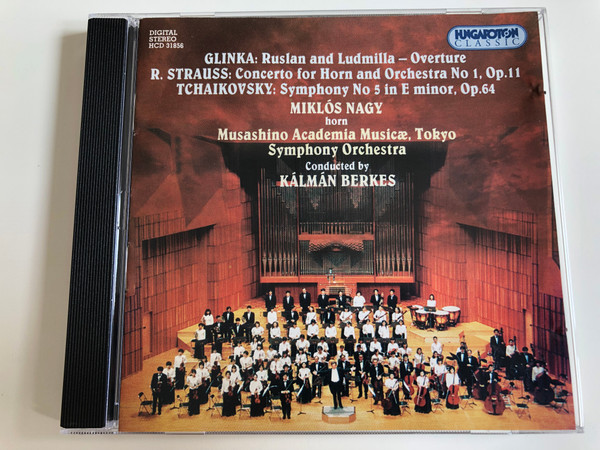 DIGITAL
STEREO
HCD 31856
HUNGAROTON
CLASSIC
GLINKA: Ruslan and Ludmilla – Overture
R. STRAUSS: Concerto for Horn and Orchestra No 1, Op.11
TCHAIKOVSKY: Symphony No 5 in E minor, Op.64
MIKLÓS NAGY
horn
Musashino Academia Musicæ, Tokyo
Symphony Orchestra
Conducted by
KÁLMÁN BERKES